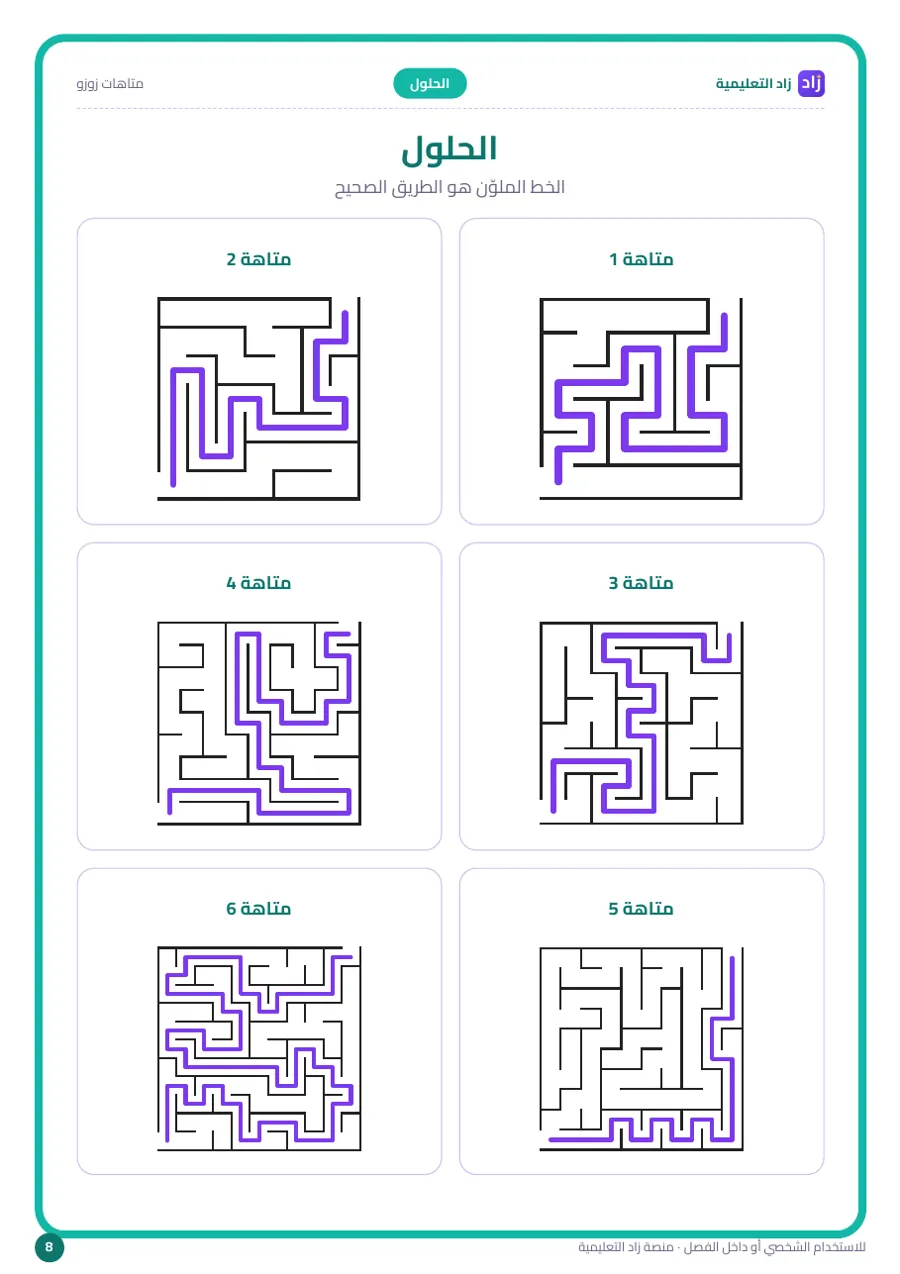 زاد زاد التعليمية
الحلول
متاهات زوزو
الحلول
الخط الملوّن هو الطريق الصحيح
متاهة 1
متاهة 2
متاهة 3
متاهة 4
متاهة 5
متاهة 6
للاستخدام الشخصي أو داخل الفصل · منصة زاد التعليمية
8